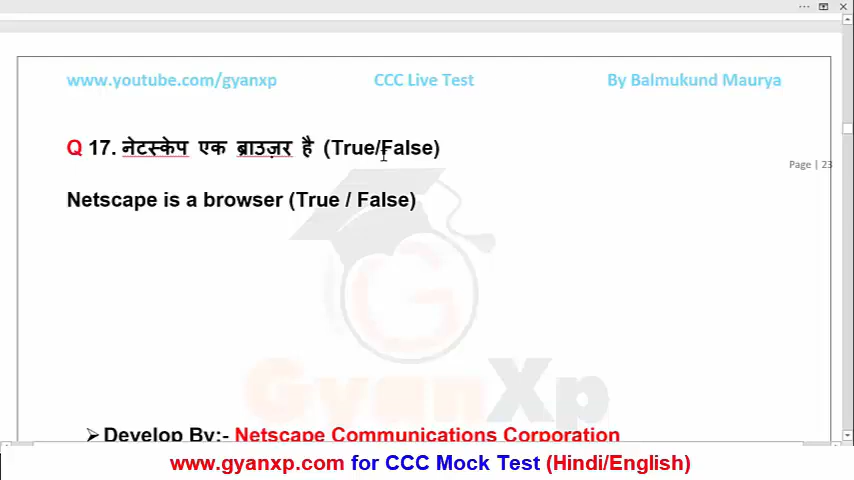 www.youtube.com/gyanxp CCC Live Test By Balmukund Maurya
Q 17. नेटस्केप एक ब्राउज़र है (True/False)
Page | 23
Netscape is a browser (True / False)
GyanXp
➢ Develop By:- Netscape Communications Corporation
www.gyanxp.com for CCC Mock Test (Hindi/English)